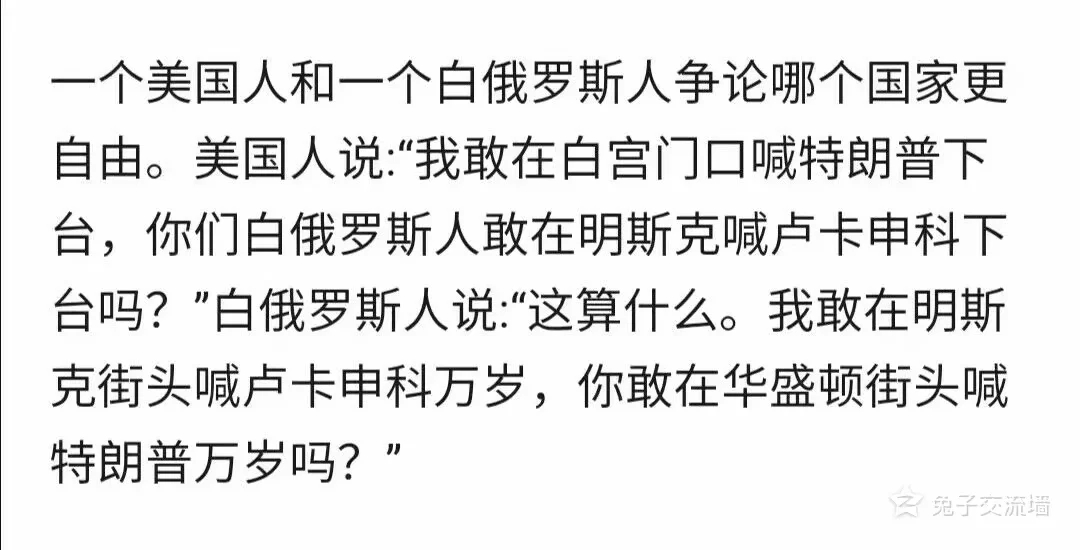 一个美国人和一个白俄罗斯人争论哪个国家更
自由。美国人说:“我敢在白宫门口喊特朗普下
台，你们白俄罗斯人敢在明斯克喊卢卡申科下
台吗？”白俄罗斯人说:“这算什么。我敢在明斯
克街头喊卢卡申科万岁，你敢在华盛顿街头喊
特朗普万岁吗？”
兔子交流墙